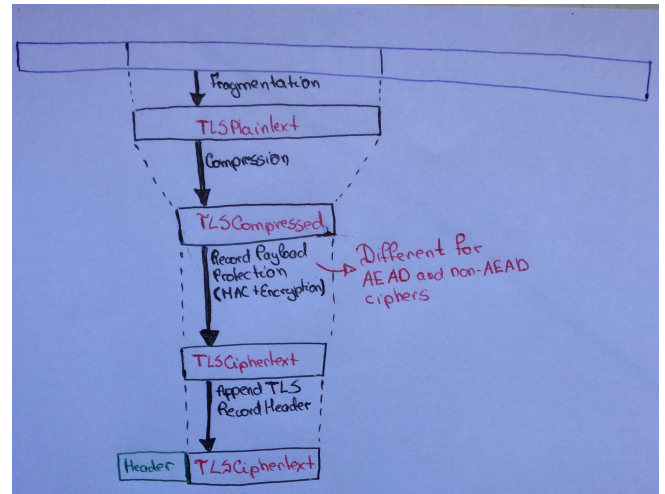 Fragmentation
TLSPlaintext
Compression
TLSCompressed
Record Payload
Protection
(MAC+Encryption)
Different for
AEAD and non-AEAD
ciphers
TLSCiphertext
Append TLS
Record Header
Header
TLSCiphertext